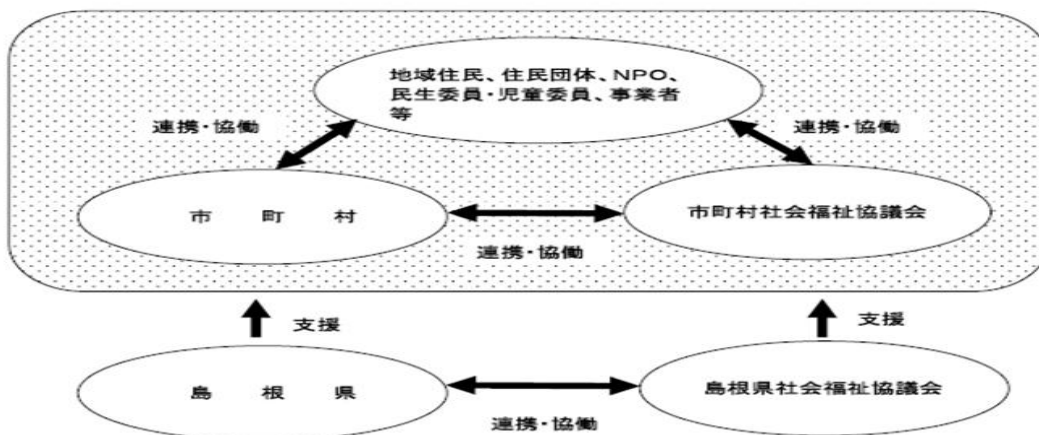 地域住民、住民団体、NPO、
民生委員・児童委員、事業者
等
連携・協働
連携・協働
市　町　村
市町村社会福祉協議会
連携・協働
支援
支援
島　根　県
島根県社会福祉協議会
連携・協働